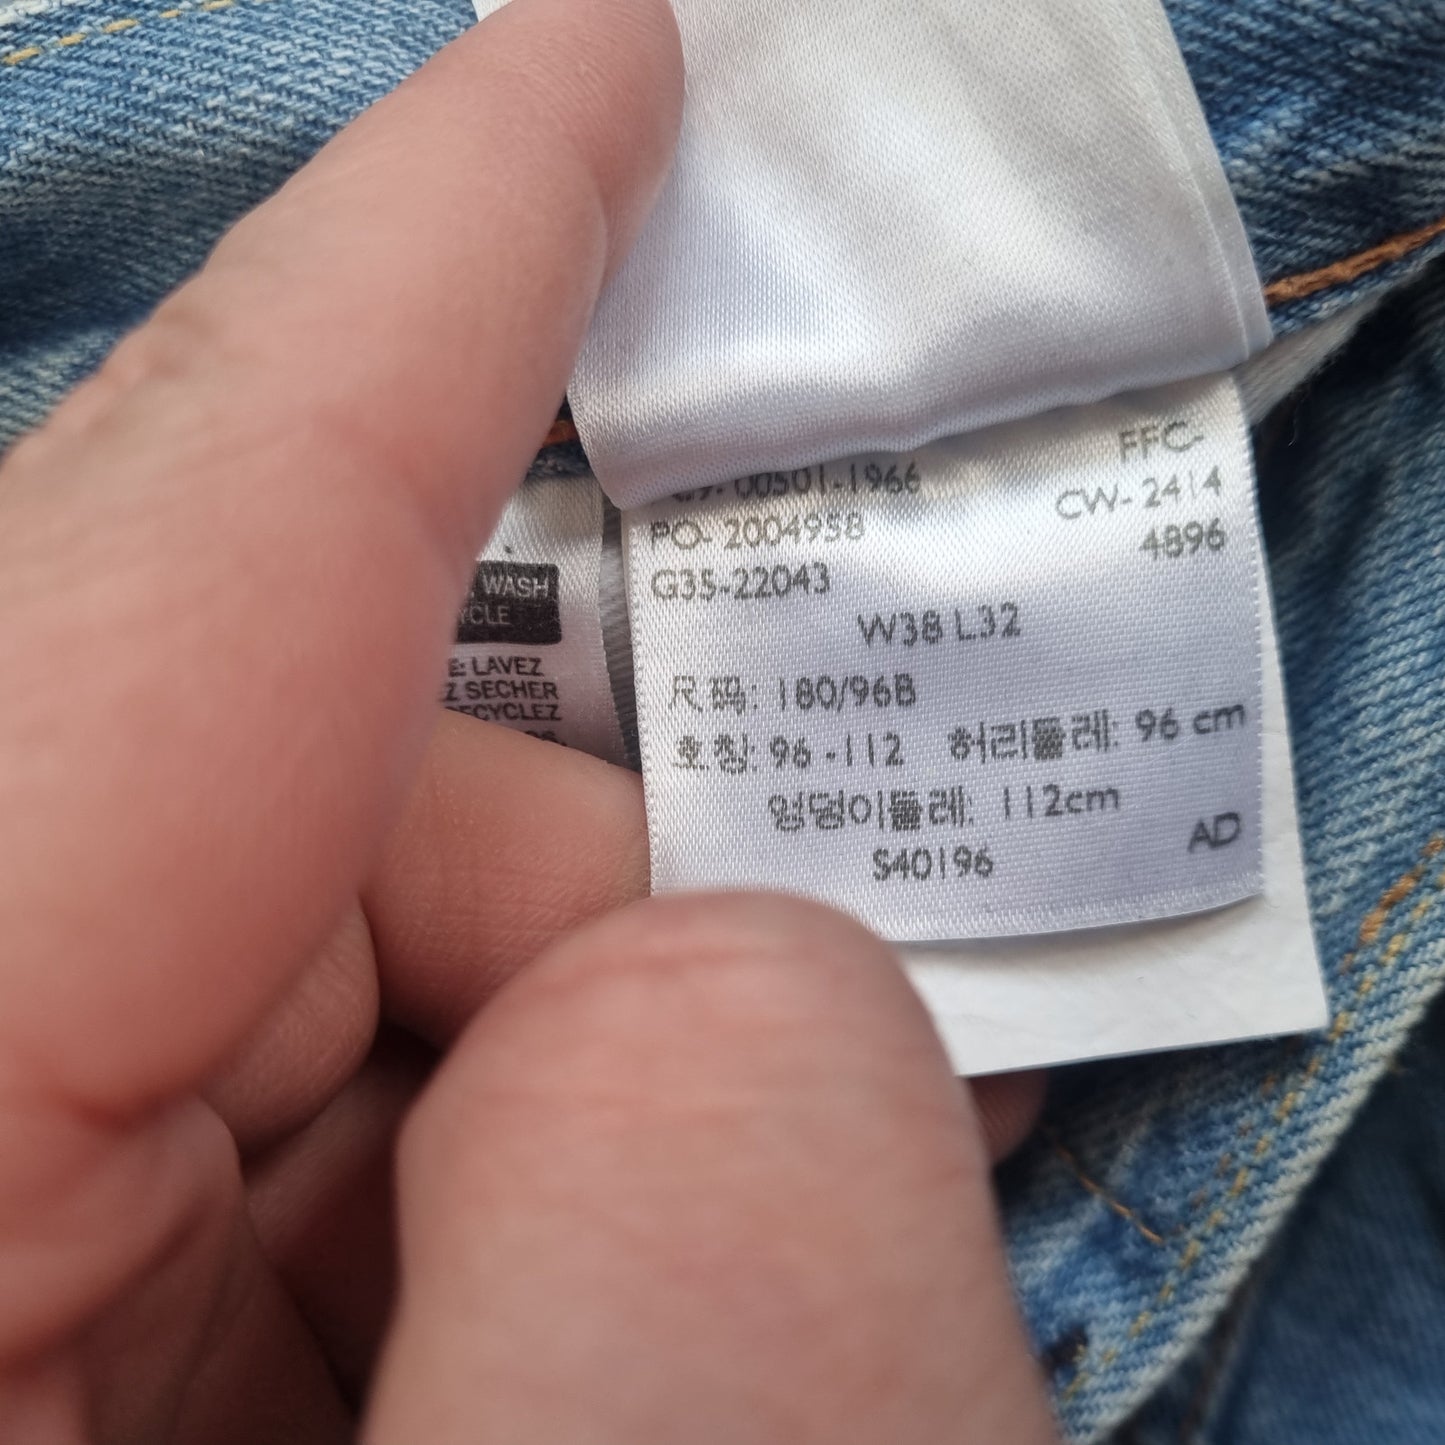 00501-1966
FFC-
PO- 2004958
CW- 2414
G35-22043
4896
W38 L32
尺码: 180/96B
호칭: 96 -112 허리둘레: 96 cm
엉덩이둘레: 112cm
S40196
AD
WASH
CLE
E: LAVEZ
Z SECHER
ECYCLEZ